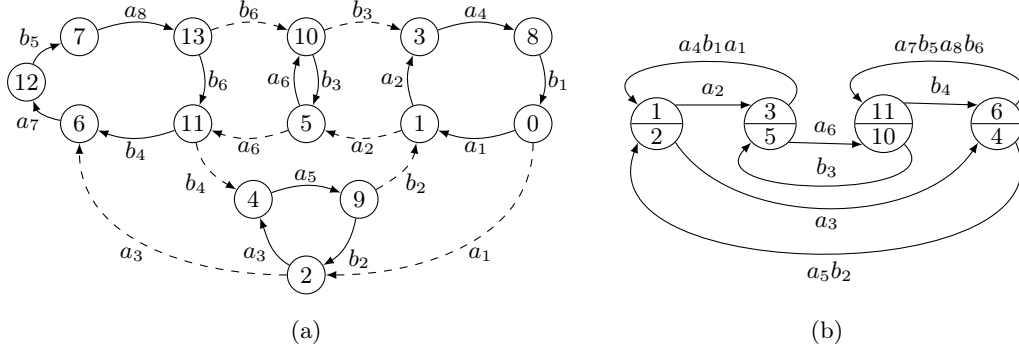 a₈ b₆ b₃ a₄
b₅ 7 13 10 3 8
12 b₆ a₆ b₃ a₂ b₁
a₇ 6 11 5 1 0
b₄ a₆ a₂ a₁
b₄ a₅ b₂
4 9
a₃ a₃ b₂ a₁
2
(a)
a₄b₁a₁ a₇b₅a₈b₆
a₂ b₄
1 3 11 6
2 5 10 4
a₆
b₃
a₃
a₅b₂
(b)